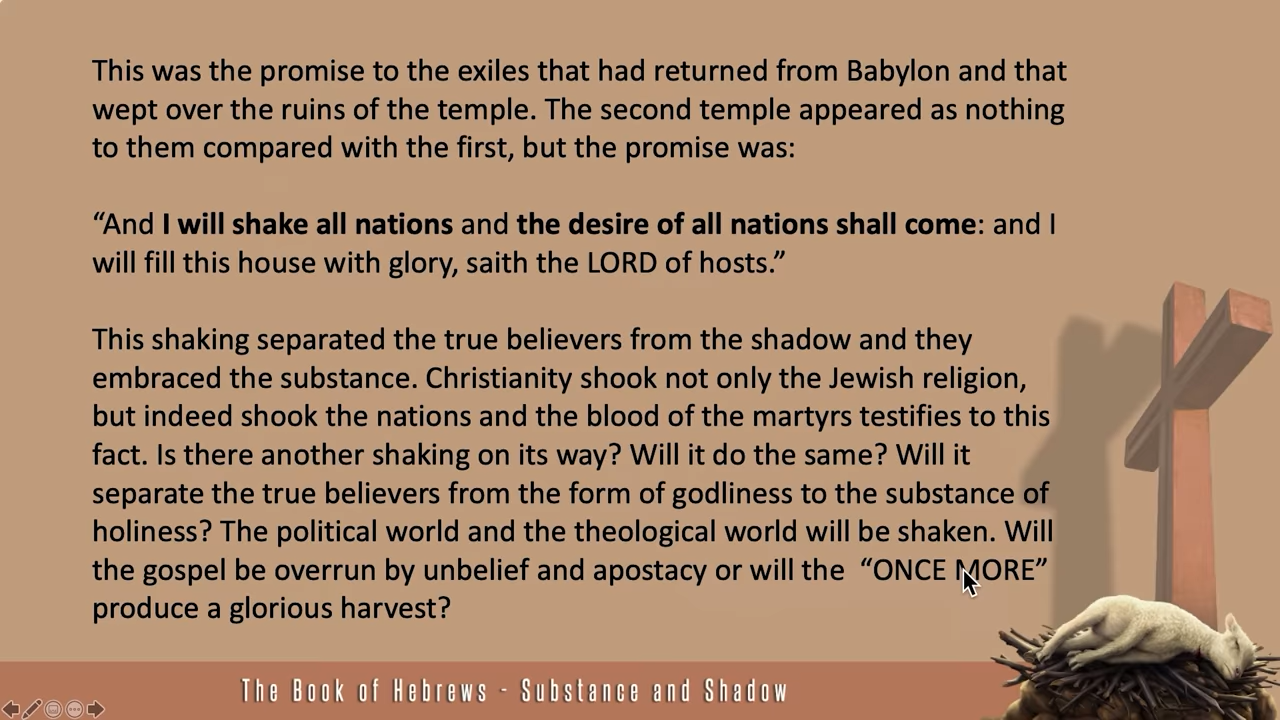 This was the promise to the exiles that had returned from Babylon and that
wept over the ruins of the temple. The second temple appeared as nothing
to them compared with the first, but the promise was:
“And I will shake all nations and the desire of all nations shall come: and I
will fill this house with glory, saith the LORD of hosts.”
This shaking separated the true believers from the shadow and they
embraced the substance. Christianity shook not only the Jewish religion,
but indeed shook the nations and the blood of the martyrs testifies to this
fact. Is there another shaking on its way? Will it do the same? Will it
separate the true believers from the form of godliness to the substance of
holiness? The political world and the theological world will be shaken. Will
the gospel be overrun by unbelief and apostacy or will the “ONCE MORE”
produce a glorious harvest?
The Book of Hebrews - Substance and Shadow